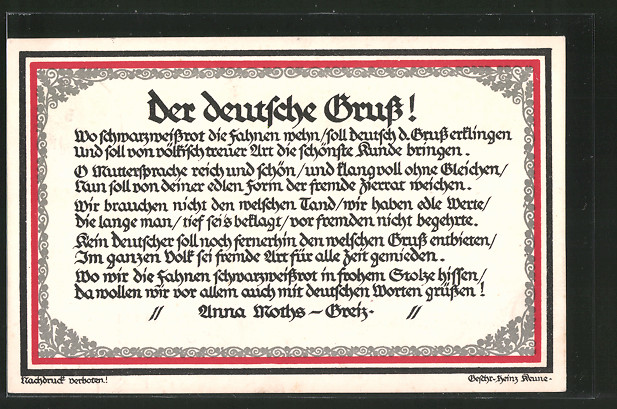 Der deutsche Gruß!
Wo schwarzweißrot die Fahnen wehn/soll deutsch d. Gruß erklingen
Und soll von völkisch treuer Art die schönste Kunde bringen.
O Muttersprache reich und schön/und klangvoll ohne Gleichen/
Nun soll von deiner edlen Form der fremde Zierrat weichen.
Wir brauchen nicht den welschen Tand/wir haben edle Werte/
Die lange man/tief sei's beklagt/vor fremden nicht begehrte.
Kein Deutscher soll noch fernerhin den welschen Gruß entbieten/
Im ganzen Volk sei fremde Art für alle Zeit gemieden.
Wo wir die Fahnen schwarzweißrot in frohem Stolze hissen/
da wollen wir vor allem auch mit deutschen Worten grüßen!
// Anna Moths – Greiz. //
Nachdruck verboten!
Geschr. Heinz Keune-